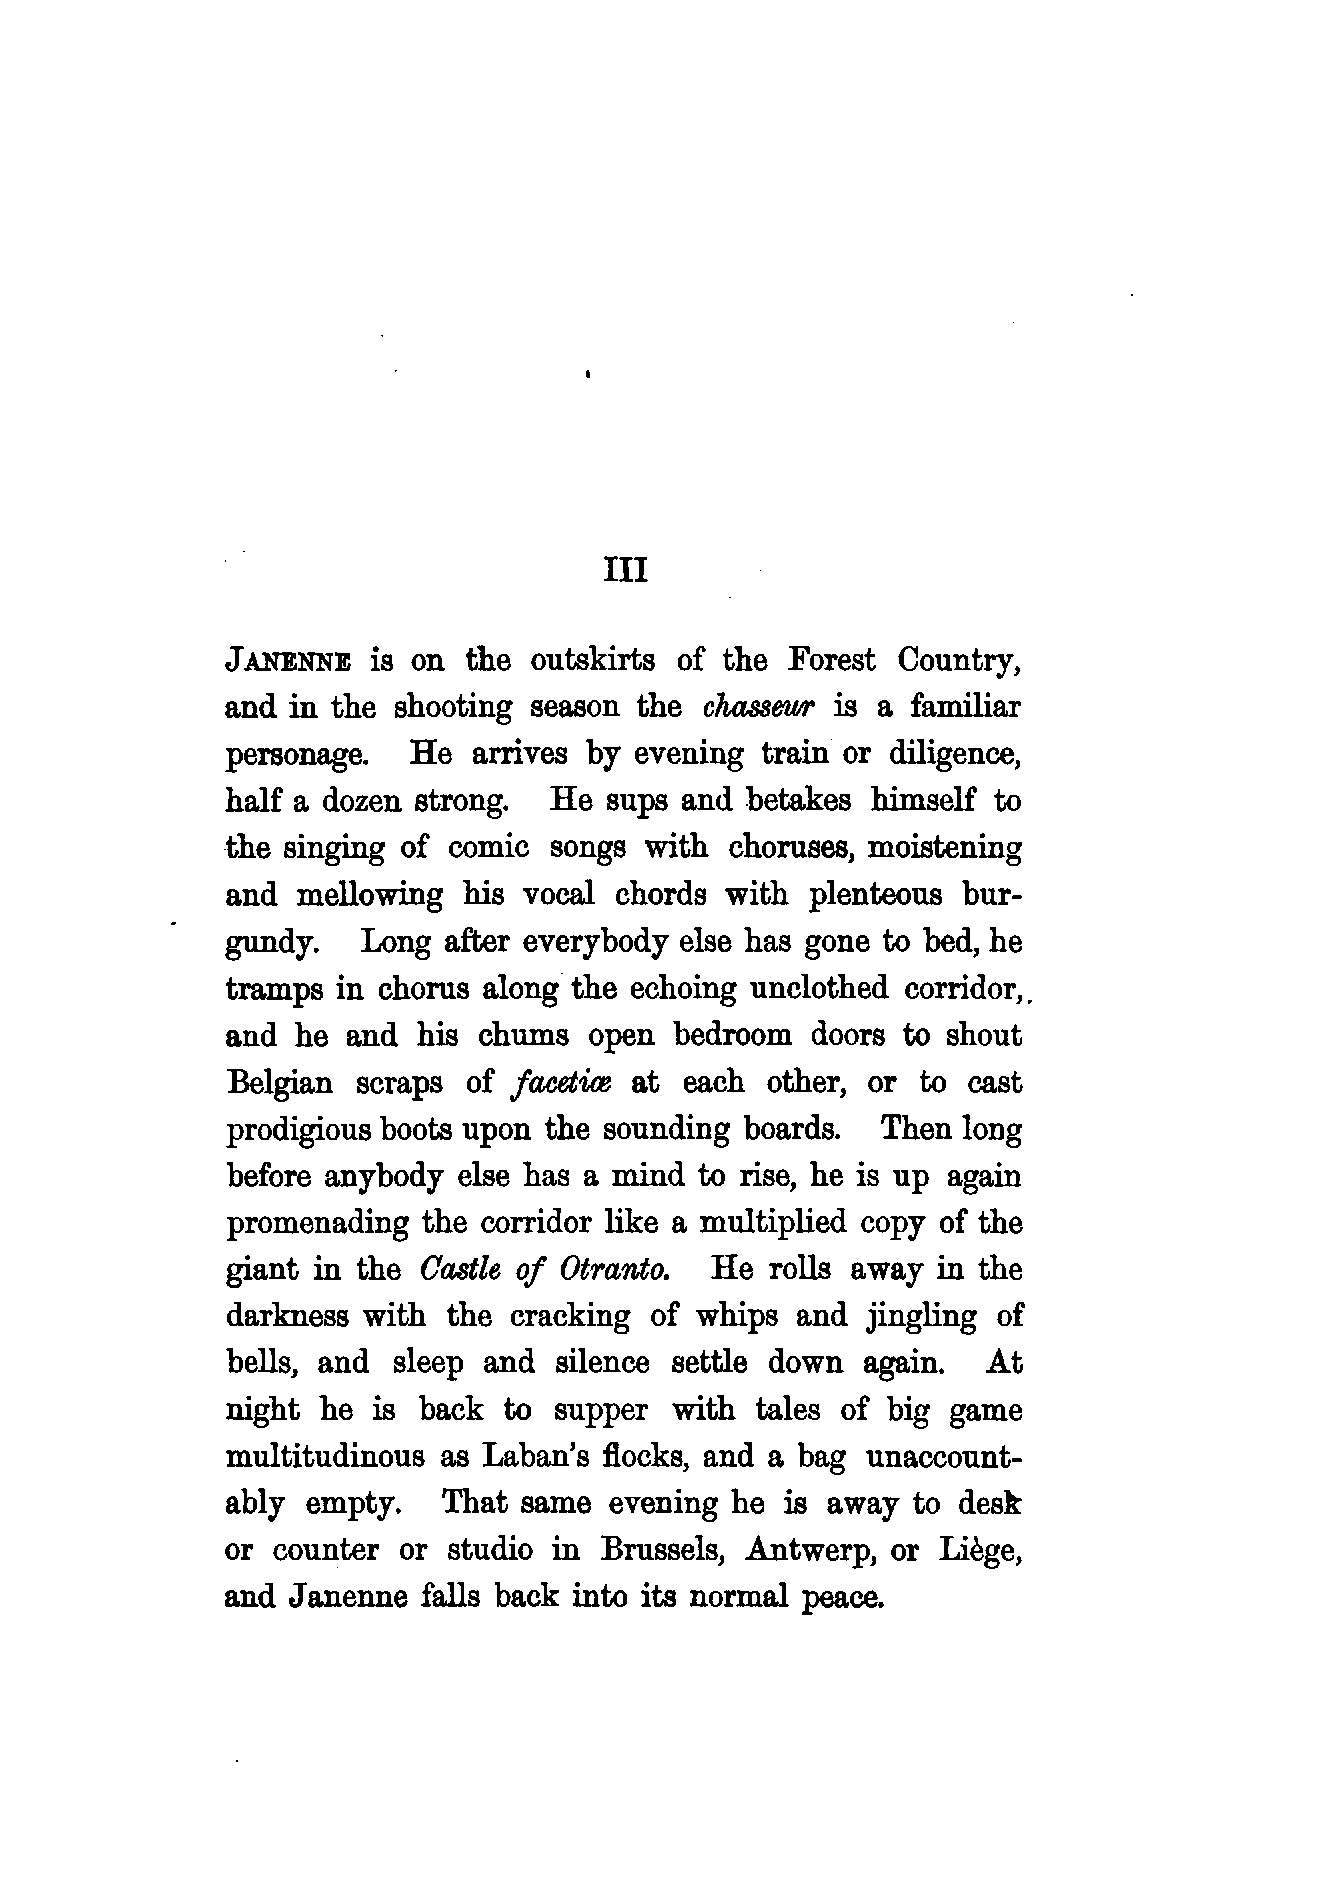 III
JANENNE is on the outskirts of the Forest Country,
and in the shooting season the chasseur is a familiar
personage. He arrives by evening train or diligence,
half a dozen strong. He sups and betakes himself to
the singing of comic songs with choruses, moistening
and mellowing his vocal chords with plenteous bur-
gundy. Long after everybody else has gone to bed, he
tramps in chorus along the echoing unclothed corridor,
and he and his chums open bedroom doors to shout
Belgian scraps of facetiæ at each other, or to cast
prodigious boots upon the sounding boards. Then long
before anybody else has a mind to rise, he is up again
promenading the corridor like a multiplied copy of the
giant in the Castle of Otranto. He rolls away in the
darkness with the cracking of whips and jingling of
bells, and sleep and silence settle down again. At
night he is back to supper with tales of big game
multitudinous as Laban's flocks, and a bag unaccount-
ably empty. That same evening he is away to desk
or counter or studio in Brussels, Antwerp, or Liège,
and Janenne falls back into its normal peace.